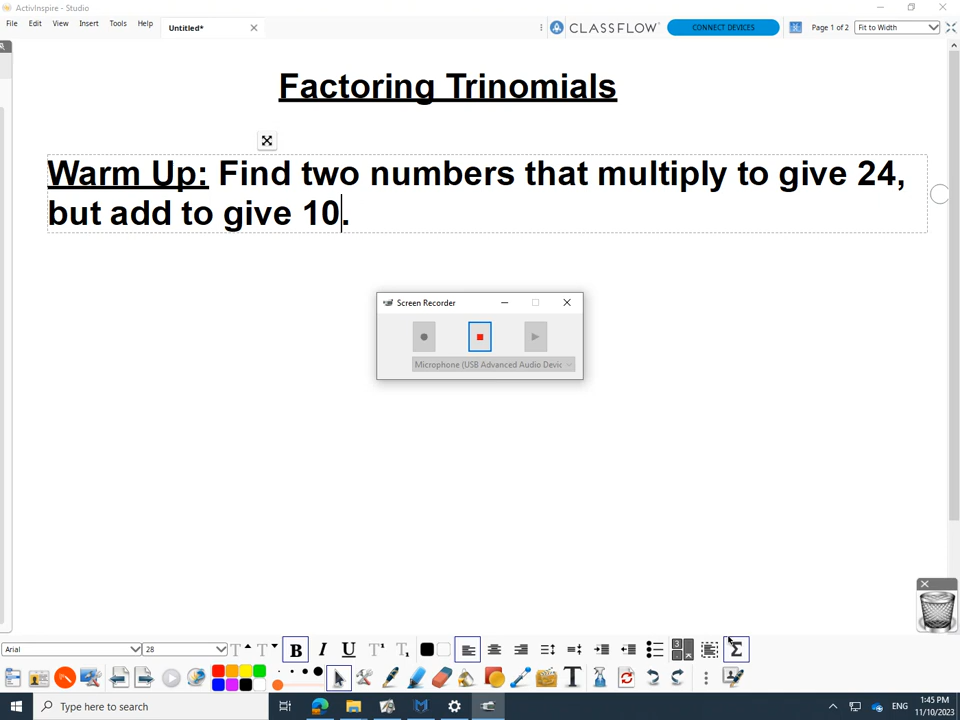 ActivInspire - Studio
File Edit View Insert Tools Help Untitled* CLASSFLOW CONNECT DEVICES Page 1 of 2 Fit to Width
Factoring Trinomials
Warm Up: Find two numbers that multiply to give 24,
but add to give 10.
Screen Recorder
Microphone (USB Advanced Audio Devic
Arial 28 B I U
Type here to search ENG 1:45 PM
11/10/2023